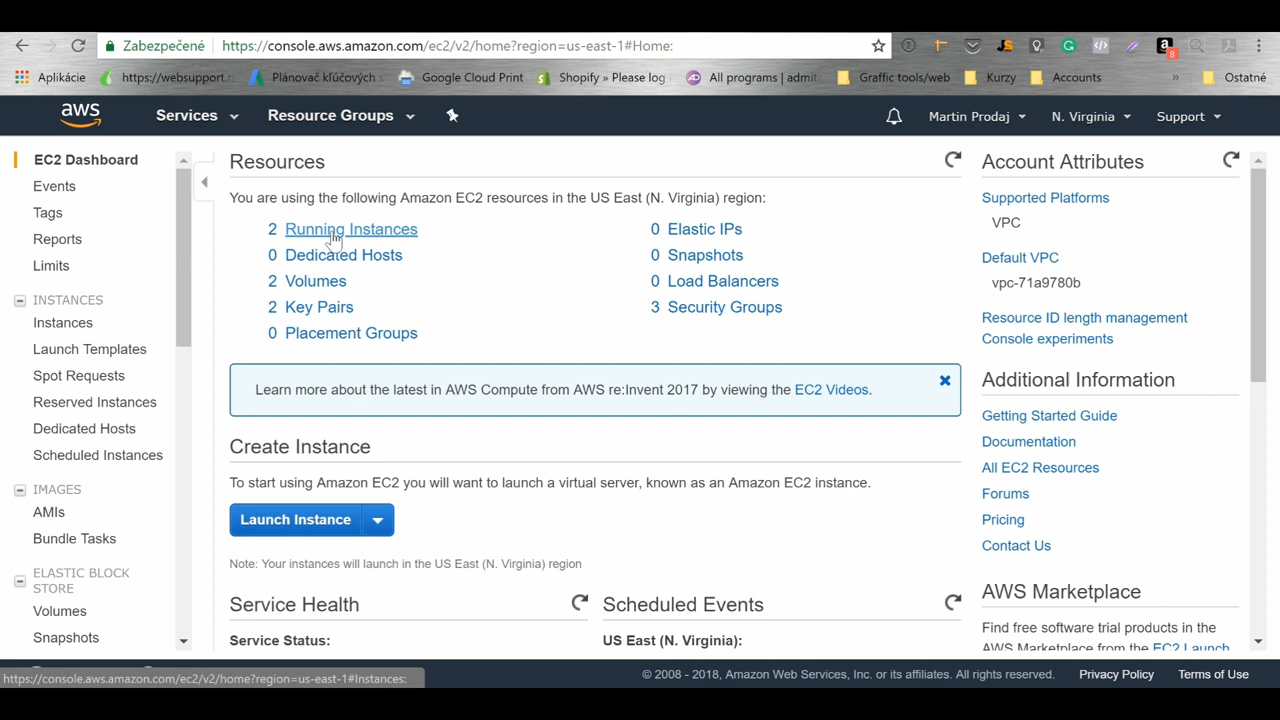 Zabezpečené
https://console.aws.amazon.com/ec2/v2/home?region=us-east-1#Home:
8
Aplikácie
https://websupport.
Plánovač kľúčových s
Google Cloud Print
Shopify » Please log
All programs | admit
Graffic tools/web
Kurzy
Accounts
»
Ostatné
aws
Services
Resource Groups
Martin Prodaj
N. Virginia
Support
EC2 Dashboard
Events
Tags
Reports
Limits
INSTANCES
Instances
Launch Templates
Spot Requests
Reserved Instances
Dedicated Hosts
Scheduled Instances
IMAGES
AMIs
Bundle Tasks
ELASTIC BLOCK
STORE
Volumes
Snapshots
Resources
You are using the following Amazon EC2 resources in the US East (N. Virginia) region:
2 Running Instances
0 Elastic IPs
0 Dedicated Hosts
0 Snapshots
2 Volumes
0 Load Balancers
2 Key Pairs
3 Security Groups
0 Placement Groups
Learn more about the latest in AWS Compute from AWS re:Invent 2017 by viewing the EC2 Videos.
Create Instance
To start using Amazon EC2 you will want to launch a virtual server, known as an Amazon EC2 instance.
Launch Instance
Note: Your instances will launch in the US East (N. Virginia) region
Service Health
Service Status:
Scheduled Events
US East (N. Virginia):
Account Attributes
Supported Platforms
VPC
Default VPC
vpc-71a9780b
Resource ID length management
Console experiments
Additional Information
Getting Started Guide
Documentation
All EC2 Resources
Forums
Pricing
Contact Us
AWS Marketplace
Find free software trial products in the
AWS Marketplace from the EC2 Launch
https://console.aws.amazon.com/ec2/v2/home?region=us-east-1#Instances:
© 2008 - 2018, Amazon Web Services, Inc. or its affiliates. All rights reserved.
Privacy Policy
Terms of Use